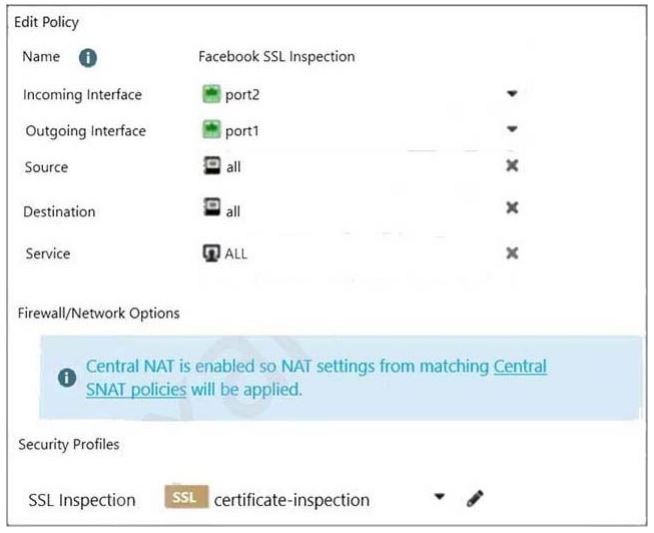 Edit Policy
Name Facebook SSL Inspection
Incoming Interface port2
Outgoing Interface port1
Source all
Destination all
Service ALL
Firewall/Network Options
Central NAT is enabled so NAT settings from matching Central
SNAT policies will be applied.
Security Profiles
SSL Inspection SSL certificate-inspection